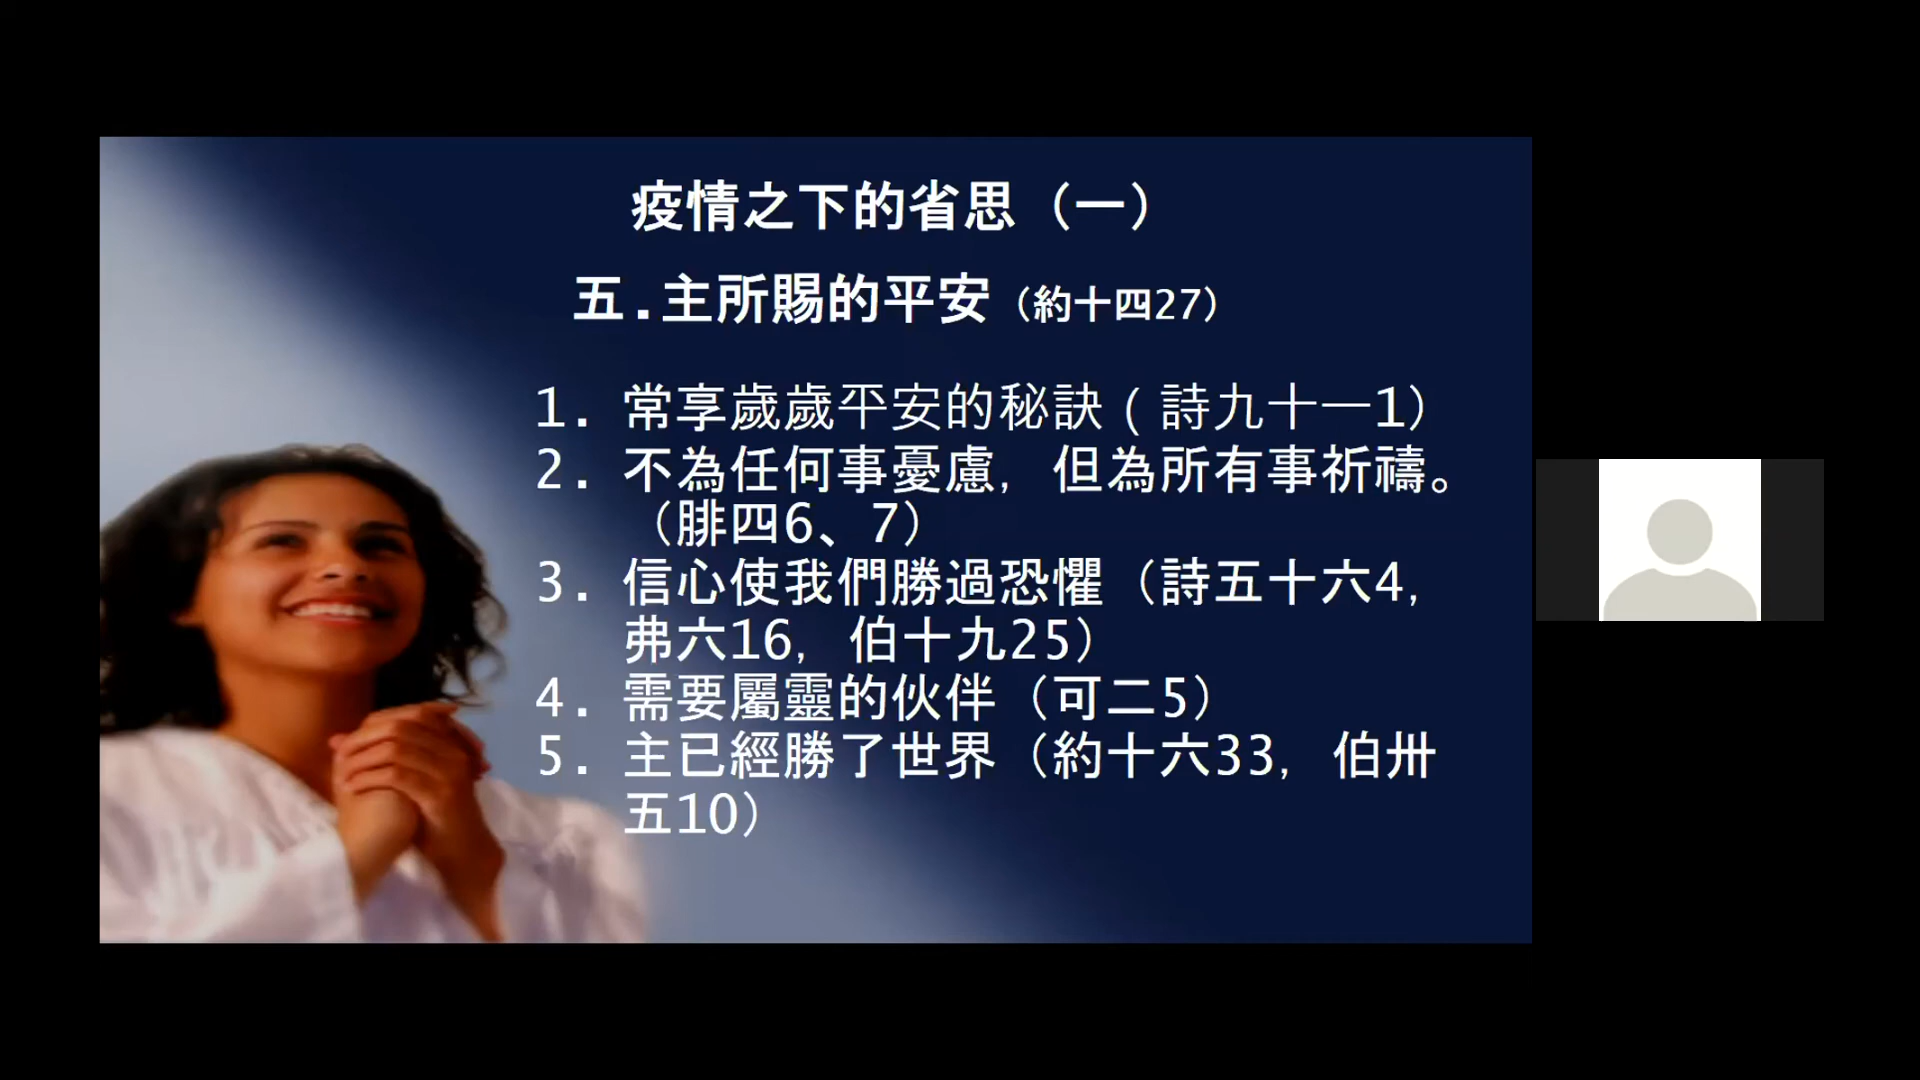 疫情之下的省思（一）
五.主所賜的平安（約十四27）
1. 常享歲歲平安的秘訣（詩九十一1）
2. 不為任何事憂慮，但為所有事祈禱。
（腓四6、7）
3. 信心使我們勝過恐懼（詩五十六4,
弗六16，伯十九25）
4. 需要屬靈的伙伴（可二5）
5. 主已經勝了世界（約十六33，伯卅
五10）